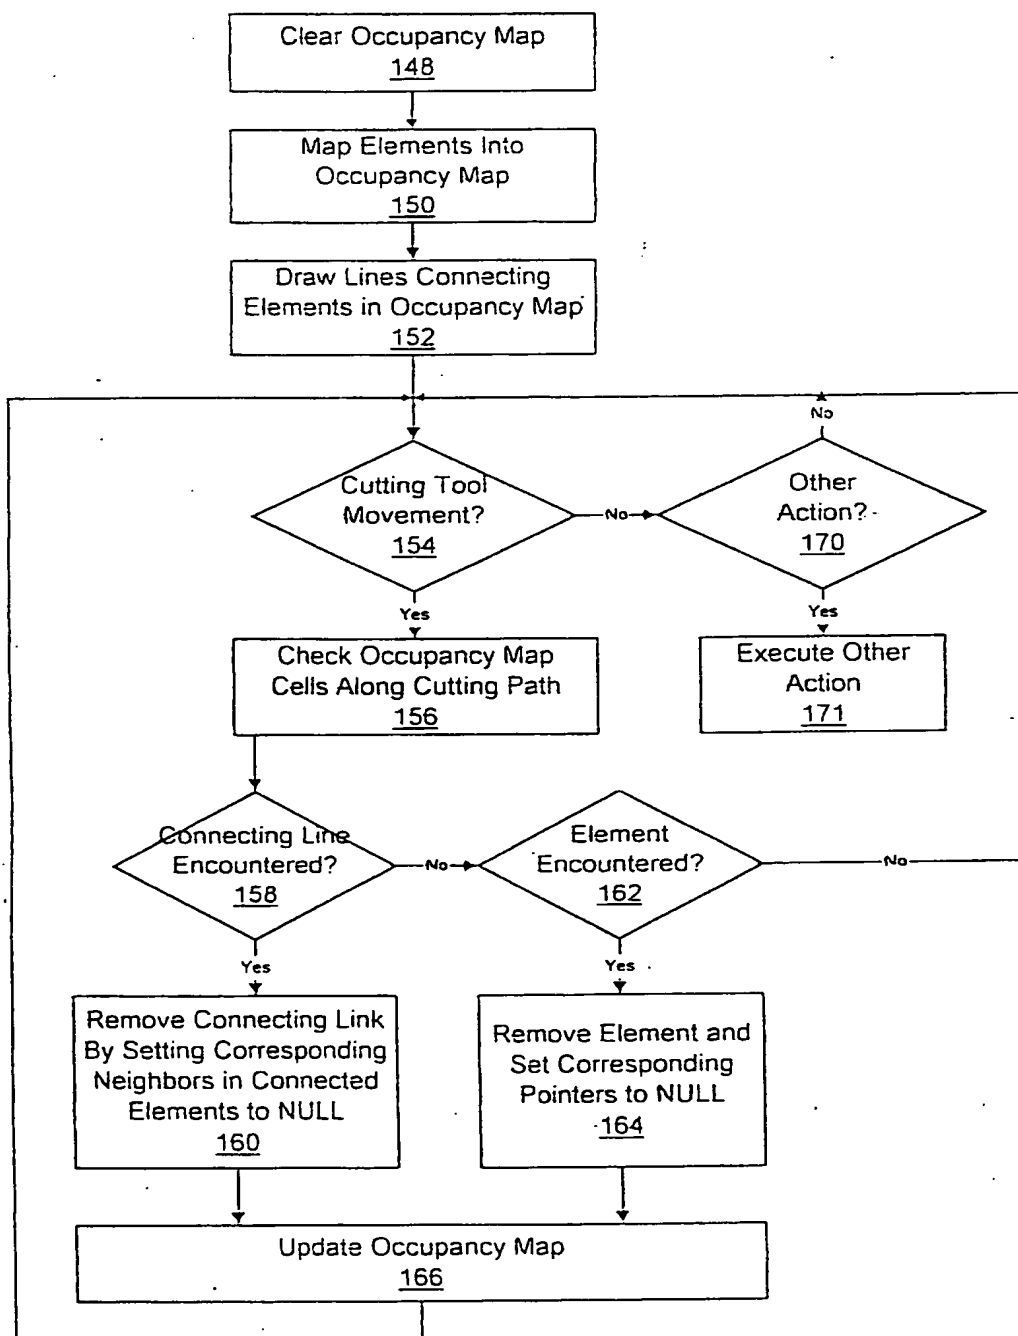 Clear Occupancy Map
148
Map Elements Into
Occupancy Map
150
Draw Lines Connecting
Elements in Occupancy Map
152
No
Cutting Tool
Movement?
154
No
Other
Action?
170
Yes
Yes
Check Occupancy Map
Cells Along Cutting Path
156
Execute Other
Action
171
Connecting Line
Encountered?
158
No
Element
Encountered?
162
No
Yes
Yes
Remove Connecting Link
By Setting Corresponding
Neighbors in Connected
Elements to NULL
160
Remove Element and
Set Corresponding
Pointers to NULL
164
Update Occupancy Map
166